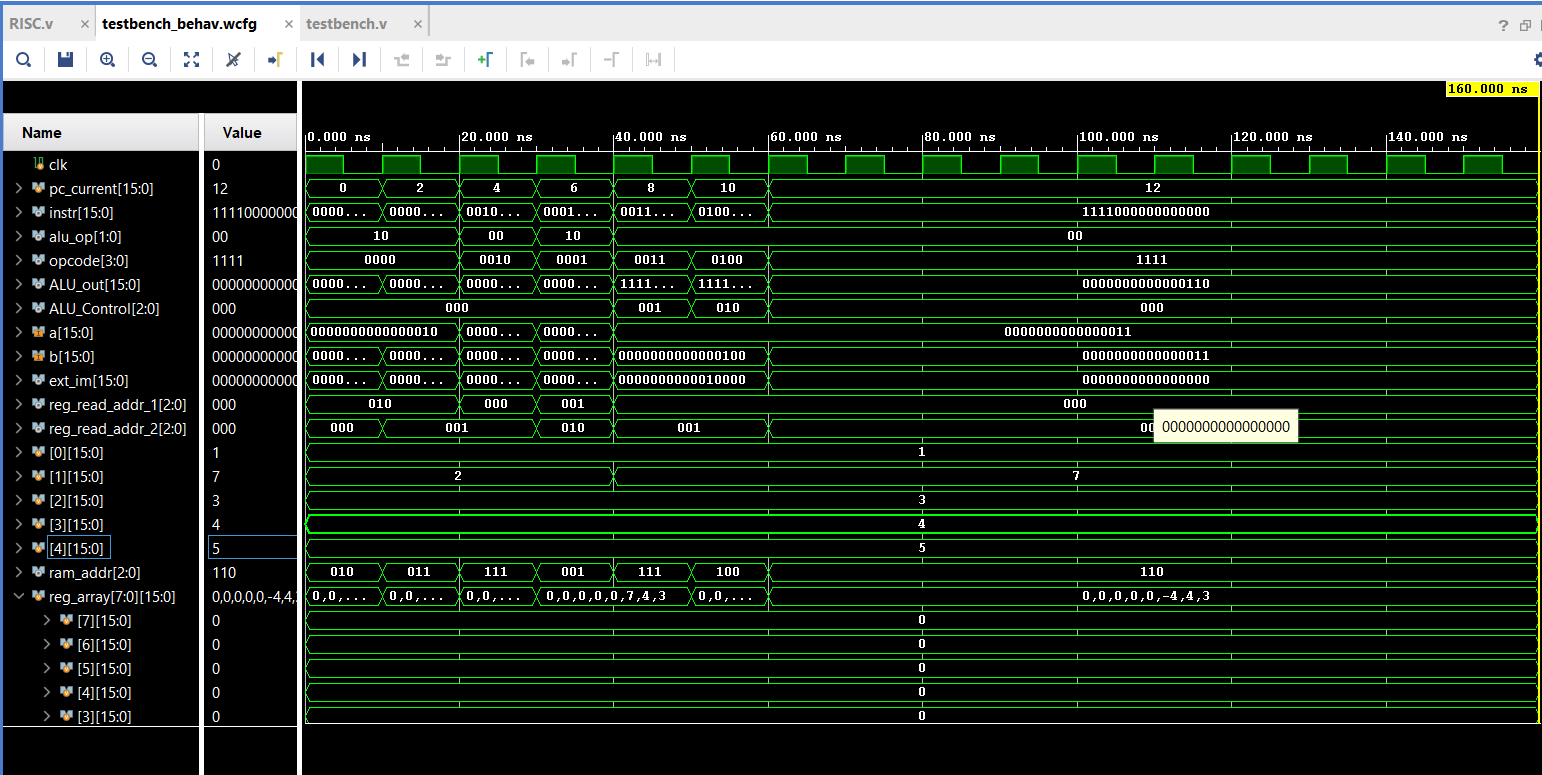 RISC.v × testbench_behav.wcfg × testbench.v ×
?
160.000 ns
Name Value
0.000 ns 20.000 ns 40.000 ns 60.000 ns 80.000 ns 100.000 ns 120.000 ns 140.000 ns
clk 0
pc_current[15:0] 12 0 2 4 6 8 10 12
instr[15:0] 11110000000 0000... 0000... 0010... 0001... 0011... 0100... 1111000000000000
alu_op[1:0] 00 10 00 10 00
opcode[3:0] 1111 0000 0010 0001 0011 0100 1111
ALU_out[15:0] 00000000000 0000... 0000... 0000... 0000... 1111... 1111... 0000000000000110
ALU_Control[2:0] 000 000 001 010 000
a[15:0] 00000000000 0000000000000010 0000... 0000... 0000000000000011
b[15:0] 00000000000 0000... 0000... 0000... 0000... 0000000000000100 0000000000000011
ext_im[15:0] 00000000000 0000... 0000... 0000... 0000... 0000000000010000 0000000000000000
reg_read_addr_1[2:0] 000 010 000 001 000
reg_read_addr_2[2:0] 000 000 001 010 001 00 0000000000000000
[0][15:0] 1 1
[1][15:0] 7 2 7
[2][15:0] 3 3
[3][15:0] 4 4
[4][15:0] 5 5
ram_addr[2:0] 110 010 011 111 001 111 100 110
reg_array[7:0][15:0] 0,0,0,0,0,-4,4, 0,0,... 0,0,... 0,0,... 0,0,0,0,0,7,4,3 0,0,... 0,0,0,0,0,-4,4,3
[7][15:0] 0 0
[6][15:0] 0 0
[5][15:0] 0 0
[4][15:0] 0 0
[3][15:0] 0 0